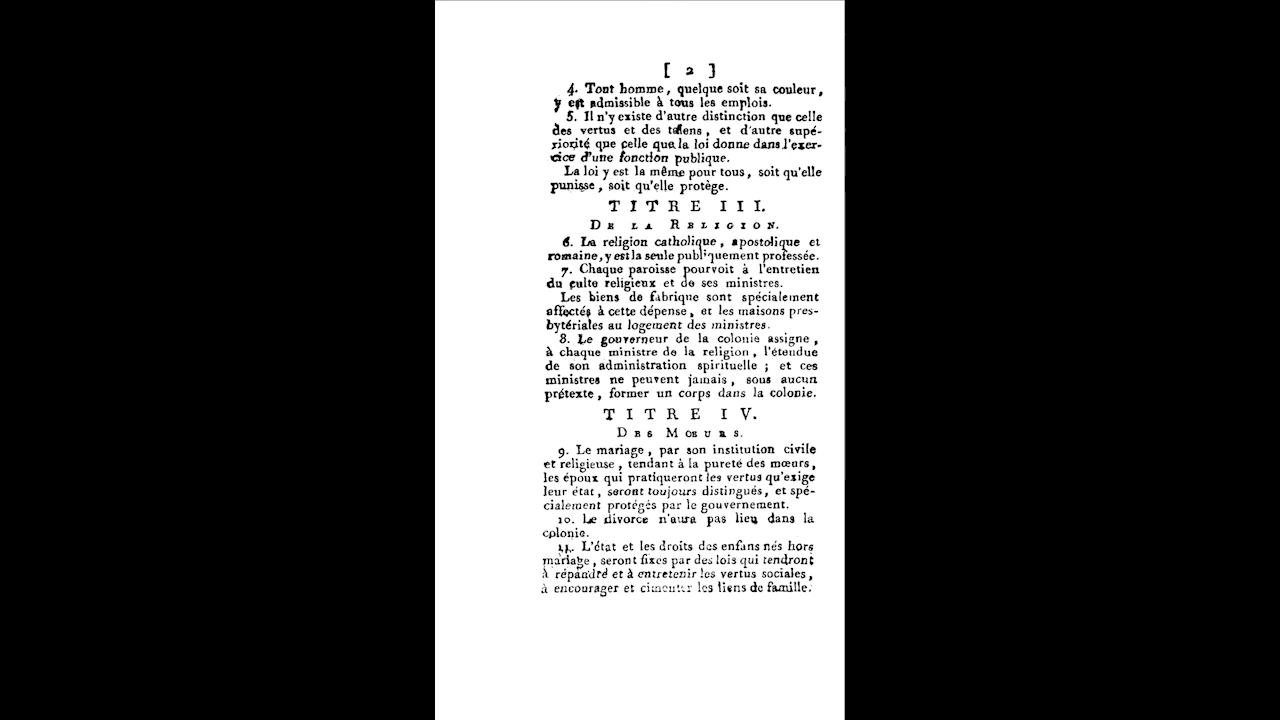 [ 2 ]
4. Tout homme, quelque soit sa couleur,
y est admissible à tous les emplois.
5. Il n'y existe d'autre distinction que celle
des vertus et des talens, et d'autre supé-
riorité que celle que la loi donne dans l'exer-
cice d'une fonction publique.
La loi y est la même pour tous, soit qu'elle
punisse, soit qu'elle protège.
TITRE III.
DE LA RELIGION.
6. La religion catholique, apostolique et
romaine, y est la seule publiquement professée.
7. Chaque paroisse pourvoit à l'entretien
du culte religieux et de ses ministres.
Les biens de fabrique sont spécialement
affectés à cette dépense, et les maisons pres-
bytériales au logement des ministres.
8. Le gouverneur de la colonie assigne,
à chaque ministre de la religion, l'étendue
de son administration spirituelle ; et ces
ministres ne peuvent jamais, sous aucun
prétexte, former un corps dans la colonie.
TITRE IV.
DES MŒURS.
9. Le mariage, par son institution civile
et religieuse, tendant à la pureté des mœurs,
les époux qui pratiqueront les vertus qu'exige
leur état, seront toujours distingués, et spé-
cialement protégés par le gouvernement.
10. Le divorce n'aura pas lieu dans la
colonie.
11. L'état et les droits des enfans nés hors
mariage, seront fixes par des lois qui tendront
à répandre et à entretenir les vertus sociales,
à encourager et cimenter les liens de famille.